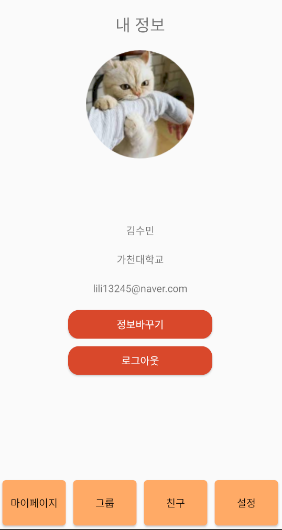 내 정보
김수민
가천대학교
lili13245@naver.com
정보바꾸기
로그아웃
마이페이지 그룹 친구 설정